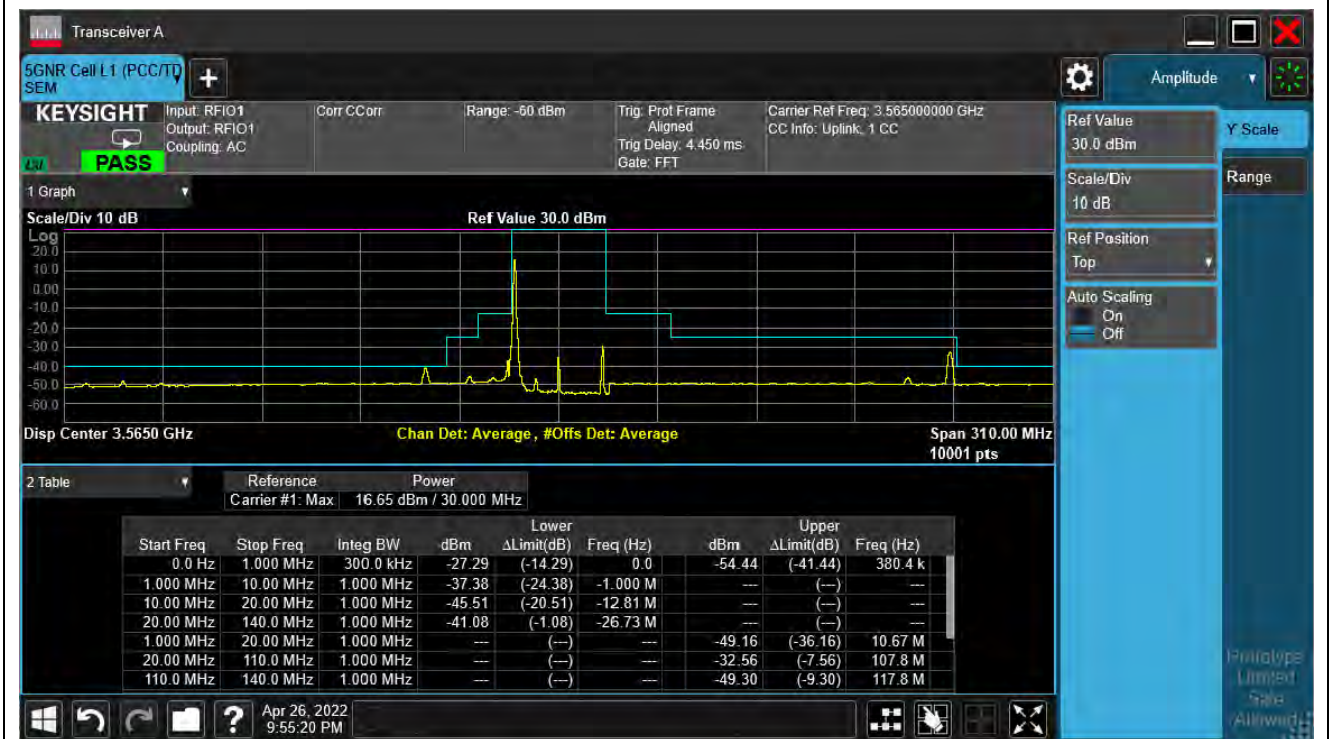 Transceiver A
5GNR Cell L1 (PCC/TD
SEM
+
Amplitude
KEYSIGHT
Input: RFIO1
Output: RFIO1
Coupling: AC
Corr CCorr
Range: -60 dBm
Trig: Prot Frame
Aligned
Trig Delay: 4.450 ms
Gate: FFT
Carrier Ref Freq: 3.565000000 GHz
CC Info: Uplink, 1 CC
PASS
Ref Value
30.0 dBm
Y Scale
Scale/Div
10 dB
Range
Ref Position
Top
Auto Scaling
On
Off
1 Graph
Scale/Div 10 dB
Ref Value 30.0 dBm
Log
20.0
10.0
0.00
-10.0
-20.0
-30.0
-40.0
-50.0
-60.0
Disp Center 3.5650 GHz
Chan Det: Average , #Offs Det: Average
Span 310.00 MHz
10001 pts
2 Table
Reference Power
Carrier #1: Max 16.65 dBm / 30.000 MHz
Lower Upper
Start Freq Stop Freq Integ BW dBm ΔLimit(dB) Freq (Hz) dBm ΔLimit(dB) Freq (Hz)
0.0 Hz 1.000 MHz 300.0 kHz -27.29 (-14.29) 0.0 -54.44 (-41.44) 380.4 k
1.000 MHz 10.00 MHz 1.000 MHz -37.38 (-24.38) -1.000 M --- (---) ---
10.00 MHz 20.00 MHz 1.000 MHz -45.51 (-20.51) -12.81 M --- (---) ---
20.00 MHz 140.0 MHz 1.000 MHz -41.08 (-1.08) -26.73 M --- (---) ---
1.000 MHz 20.00 MHz 1.000 MHz --- (---) --- -49.16 (-36.16) 10.67 M
20.00 MHz 110.0 MHz 1.000 MHz --- (---) --- -32.56 (-7.56) 107.8 M
110.0 MHz 140.0 MHz 1.000 MHz --- (---) --- -49.30 (-9.30) 117.8 M
Prototype
Limited
Sale
Allowed
?
Apr 26, 2022
9:55:20 PM